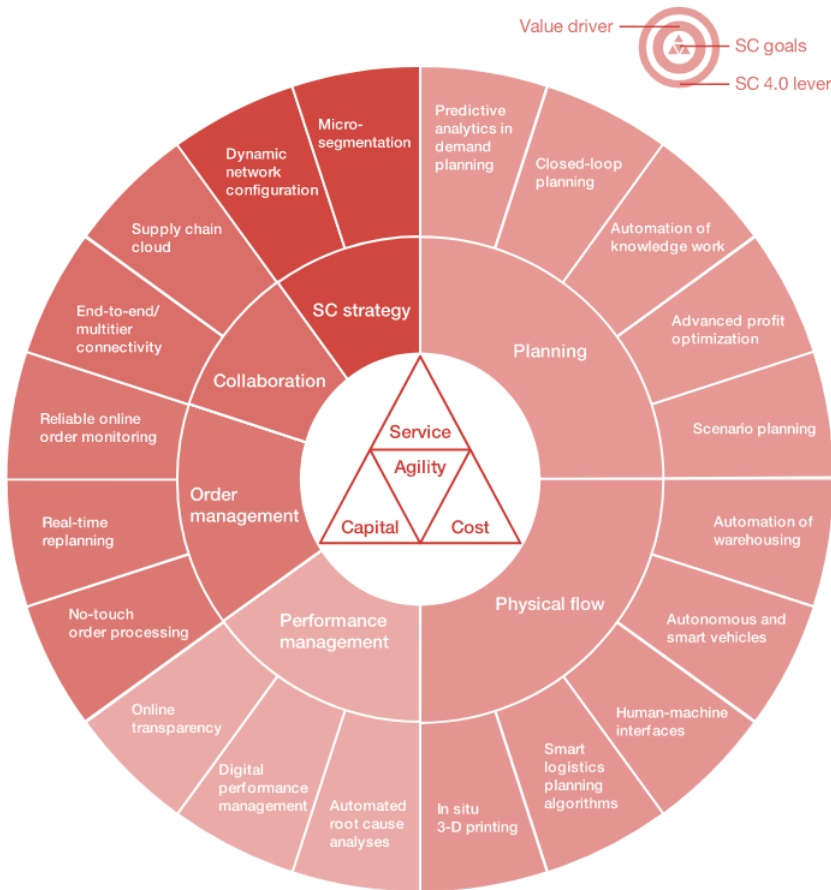 Value driver
SC goals
SC 4.0 lever
Micro-
segmentation
Dynamic
network
configuration
Supply chain
cloud
End-to-end/
multitier
connectivity
Reliable online
order monitoring
Real-time
replanning
No-touch
order processing
Online
transparency
Digital
performance
management
Automated
root cause
analyses
In situ
3-D printing
Smart
logistics
planning
algorithms
Human-machine
interfaces
Autonomous and
smart vehicles
Automation of
warehousing
Scenario planning
Advanced profit
optimization
Automation of
knowledge work
Closed-loop
planning
Predictive
analytics in
demand
planning
SC strategy
Collaboration
Order
management
Performance
management
Physical flow
Planning
Service
Agility
Capital
Cost